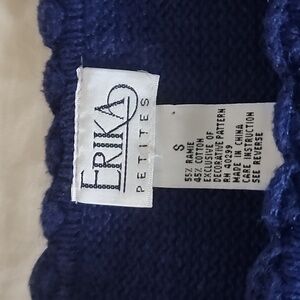 ERIKA
PETITES
S
55% RAMIE
45% COTTON
EXCLUSIVE OF
DECORATIVE PATTERN
RN 40299
MADE IN CHINA
CARE INSTRUCTION
SEE REVERSE